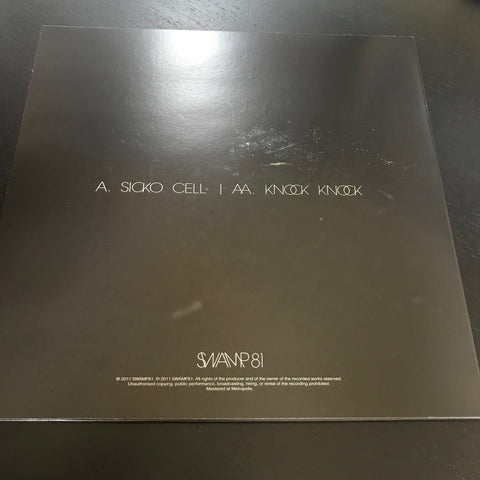 A. SICKO CELL- | AA. KNOCK KNOCK
SWAMP 81
℗ 2011 SWAMP81. © 2011 SWAMP81. All rights of the producer and of the owner of the recorded works reserved.
Unauthorised copying, public performance, broadcasting, hiring, or rental of the recording prohibited.
Mastered at Metropolis.